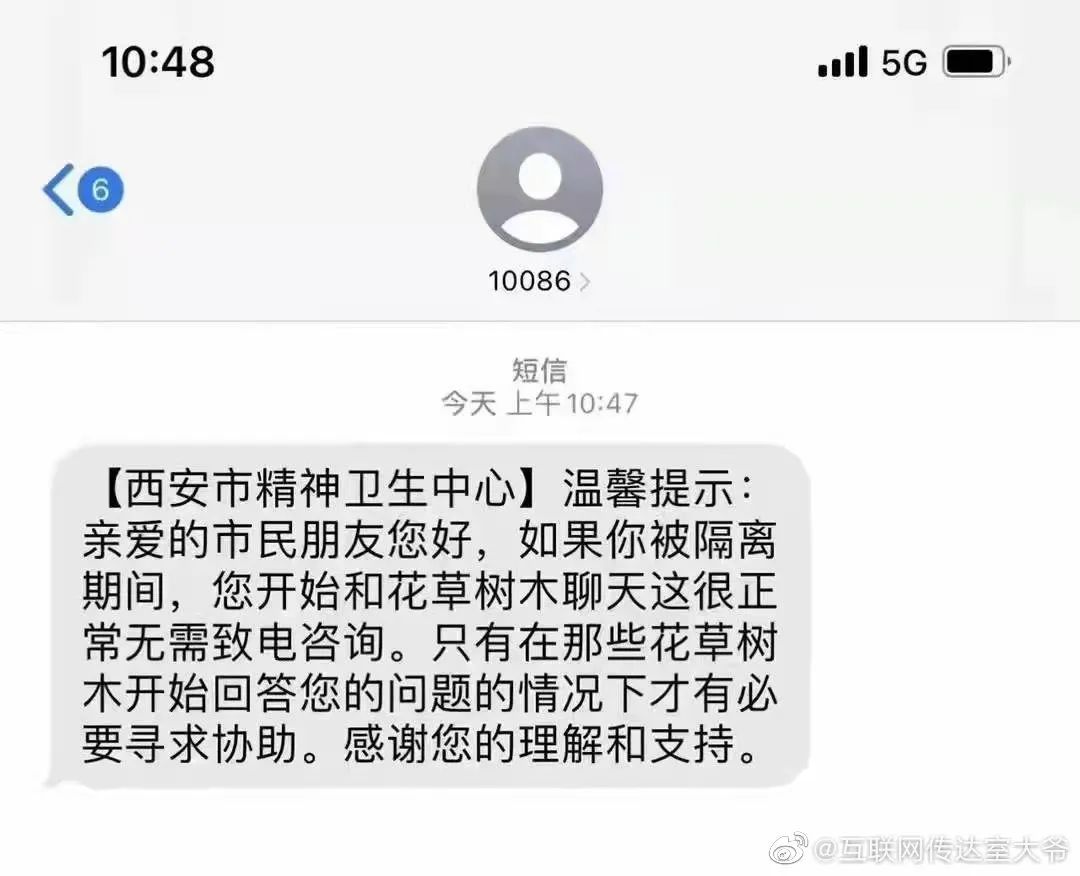 10:48
5G
6
10086
短信
今天 上午10:47
【西安市精神卫生中心】温馨提示：
亲爱的市民朋友您好，如果你被隔离
期间，您开始和花草树木聊天这很正
常无需致电咨询。只有在那些花草树
木开始回答您的问题的情况下才有必
要寻求协助。感谢您的理解和支持。
@互联网传达室大爷